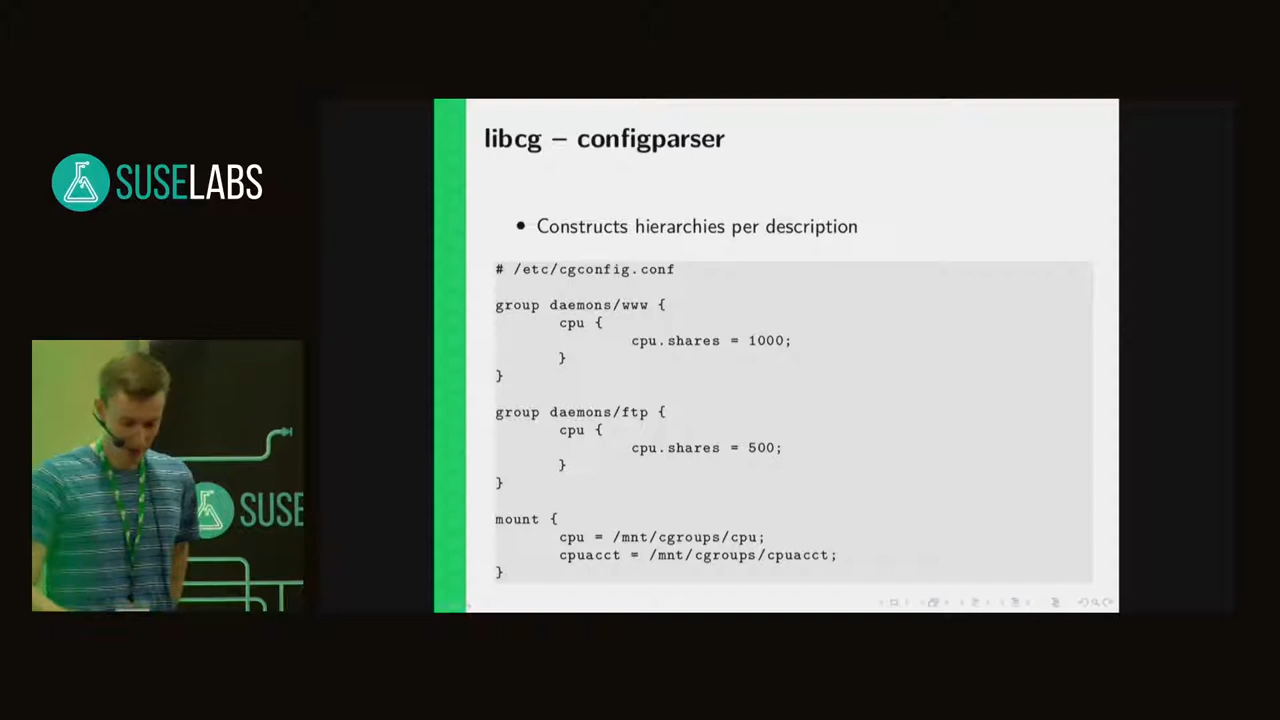 SUSELABS
libcg – configparser
• Constructs hierarchies per description
# /etc/cgconfig.conf
group daemons/www {
cpu {
cpu.shares = 1000;
}
}
group daemons/ftp {
cpu {
cpu.shares = 500;
}
}
mount {
cpu = /mnt/cgroups/cpu;
cpuacct = /mnt/cgroups/cpuacct;
}
SUSE